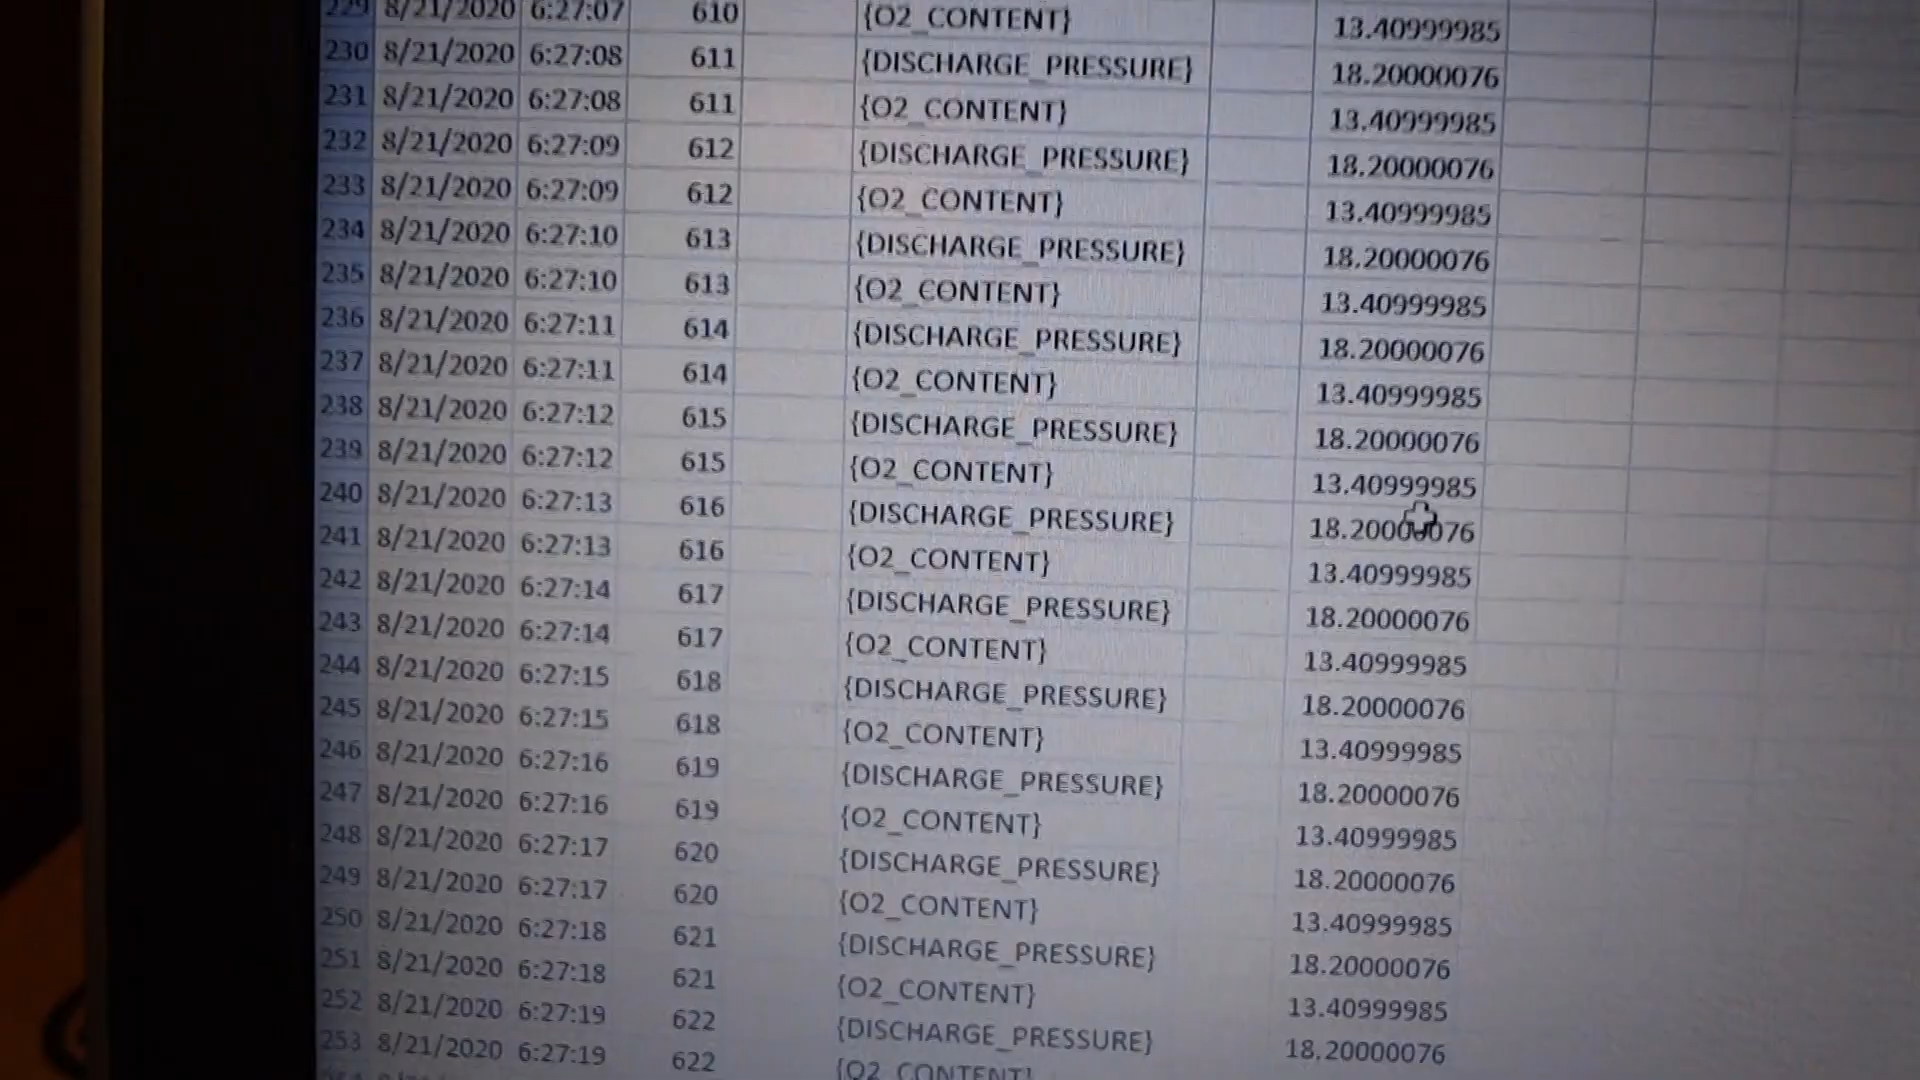 229 8/21/2020 6:27:07 610 {O2_CONTENT} 13.40999985
230 8/21/2020 6:27:08 611 {DISCHARGE_PRESSURE} 18.20000076
231 8/21/2020 6:27:08 611 {O2_CONTENT} 13.40999985
232 8/21/2020 6:27:09 612 {DISCHARGE_PRESSURE} 18.20000076
233 8/21/2020 6:27:09 612 {O2_CONTENT} 13.40999985
234 8/21/2020 6:27:10 613 {DISCHARGE_PRESSURE} 18.20000076
235 8/21/2020 6:27:10 613 {O2_CONTENT} 13.40999985
236 8/21/2020 6:27:11 614 {DISCHARGE_PRESSURE} 18.20000076
237 8/21/2020 6:27:11 614 {O2_CONTENT} 13.40999985
238 8/21/2020 6:27:12 615 {DISCHARGE_PRESSURE} 18.20000076
239 8/21/2020 6:27:12 615 {O2_CONTENT} 13.40999985
240 8/21/2020 6:27:13 616 {DISCHARGE_PRESSURE} 18.20000076
241 8/21/2020 6:27:13 616 {O2_CONTENT} 13.40999985
242 8/21/2020 6:27:14 617 {DISCHARGE_PRESSURE} 18.20000076
243 8/21/2020 6:27:14 617 {O2_CONTENT} 13.40999985
244 8/21/2020 6:27:15 618 {DISCHARGE_PRESSURE} 18.20000076
245 8/21/2020 6:27:15 618 {O2_CONTENT} 13.40999985
246 8/21/2020 6:27:16 619 {DISCHARGE_PRESSURE} 18.20000076
247 8/21/2020 6:27:16 619 {O2_CONTENT} 13.40999985
248 8/21/2020 6:27:17 620 {DISCHARGE_PRESSURE} 18.20000076
249 8/21/2020 6:27:17 620 {O2_CONTENT} 13.40999985
250 8/21/2020 6:27:18 621 {DISCHARGE_PRESSURE} 18.20000076
251 8/21/2020 6:27:18 621 {O2_CONTENT} 13.40999985
252 8/21/2020 6:27:19 622 {DISCHARGE_PRESSURE} 18.20000076
253 8/21/2020 6:27:19 622 {O2_CONTENT}